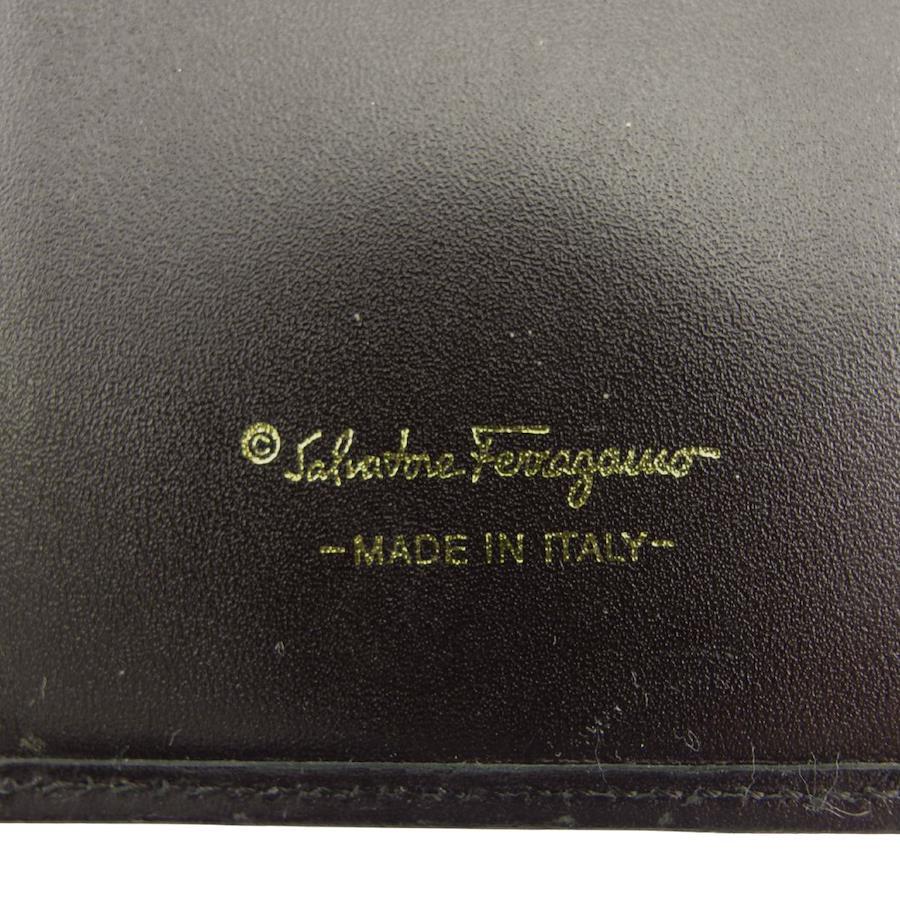 © Salvatore Ferragamo
-MADE IN ITALY-